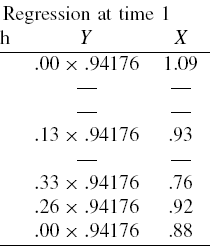 Regression at time 1
h Y X
.00 × .94176 1.09
— —
— —
.13 × .94176 .93
— —
.33 × .94176 .76
.26 × .94176 .92
.00 × .94176 .88